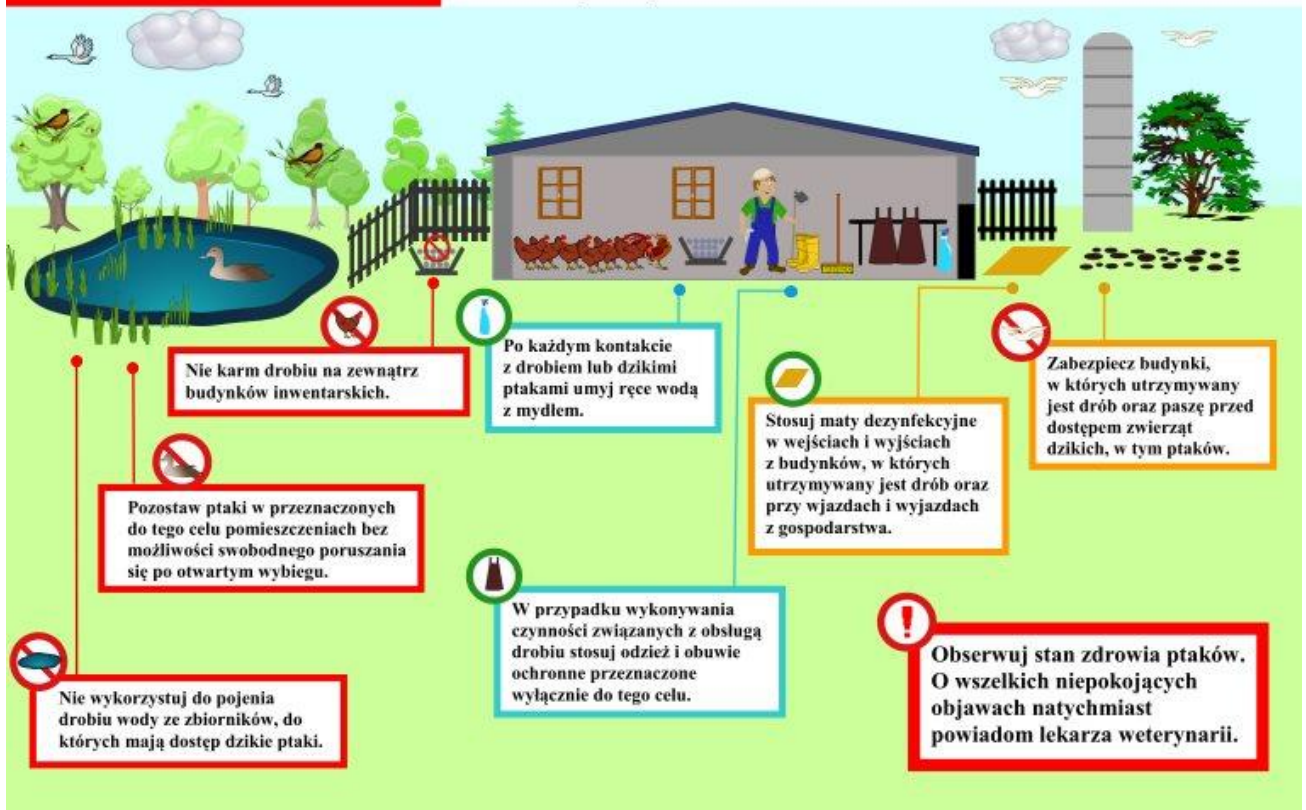 Nie karm drobiu na zewnątrz
budynków inwentarskich.
Po każdym kontakcie
z drobiem lub dzikimi
ptakami umyj ręce wodą
z mydłem.
Stosuj maty dezynfekcyjne
w wejściach i wyjściach
z budynków, w których
utrzymywany jest drób oraz
przy wjazdach i wyjazdach
z gospodarstwa.
Zabezpiecz budynki,
w których utrzymywany
jest drób oraz paszę przed
dostępem zwierząt
dzikich, w tym ptaków.
Pozostaw ptaki w przeznaczonych
do tego celu pomieszczeniach bez
możliwości swobodnego poruszania
się po otwartym wybiegu.
W przypadku wykonywania
czynności związanych z obsługą
drobiu stosuj odzież i obuwie
ochronne przeznaczone
wyłącznie do tego celu.
Nie wykorzystuj do pojenia
drobiu wody ze zbiorników, do
których mają dostęp dzikie ptaki.
Obserwuj stan zdrowia ptaków.
O wszelkich niepokojących
objawach natychmiast
powiadom lekarza weterynarii.